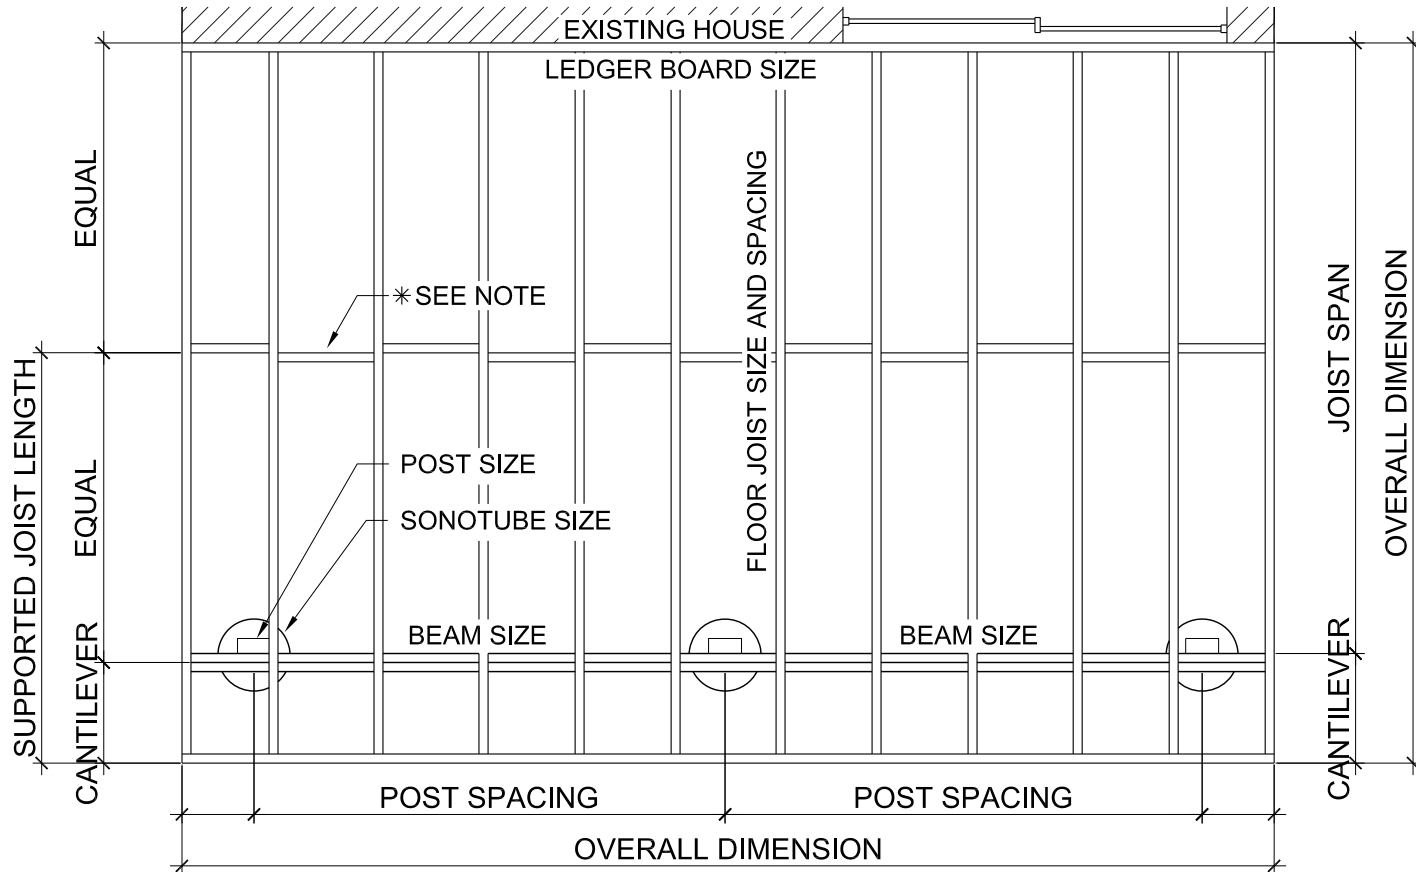 EXISTING HOUSE
LEDGER BOARD SIZE
EQUAL
FLOOR JOIST SIZE AND SPACING
JOIST SPAN
OVERALL DIMENSION
✳ SEE NOTE
SUPPORTED JOIST LENGTH
EQUAL
POST SIZE
SONOTUBE SIZE
BEAM SIZE
BEAM SIZE
CANTILEVER
CANTILEVER
POST SPACING
POST SPACING
OVERALL DIMENSION